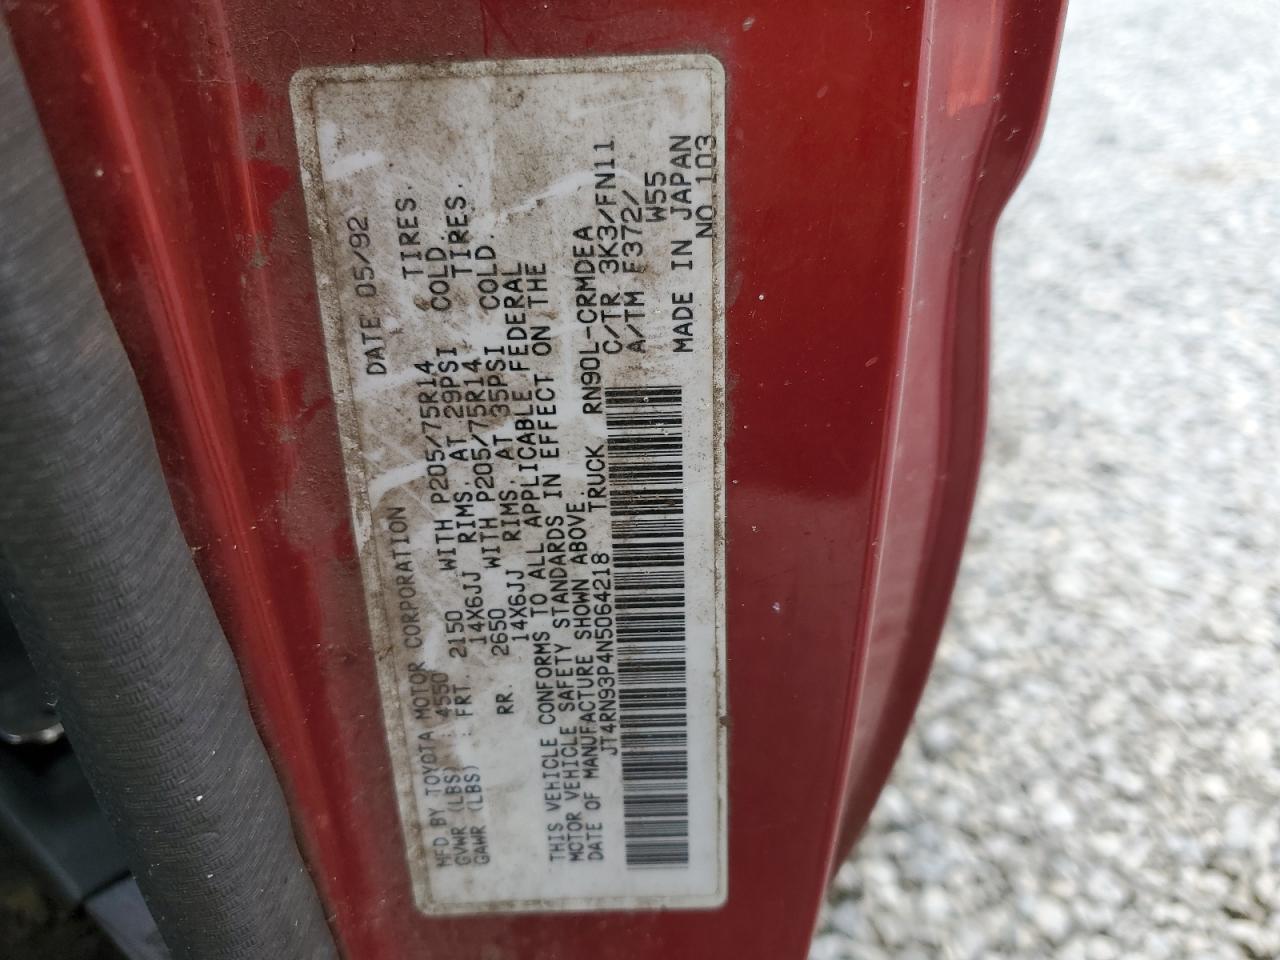 MFD BY TOYOTA MOTOR CORPORATION DATE 05/92
GVWR (LBS) : 4550
GAWR (LBS) FRT. 2150 WITH P205/75R14 TIRES.
14X6JJ RIMS. AT 29PSI COLD.
RR. 2650 WITH P205/75R14 TIRES.
14X6JJ RIMS. AT 35PSI COLD.
THIS VEHICLE CONFORMS TO ALL APPLICABLE FEDERAL
MOTOR VEHICLE SAFETY STANDARDS IN EFFECT ON THE
DATE OF MANUFACTURE SHOWN ABOVE.
JT4RN93P4N5064218 TRUCK RN90L-CRMDEA
C/TR 3K3/FN11
A/TM F372/
W55
MADE IN JAPAN
NO 103